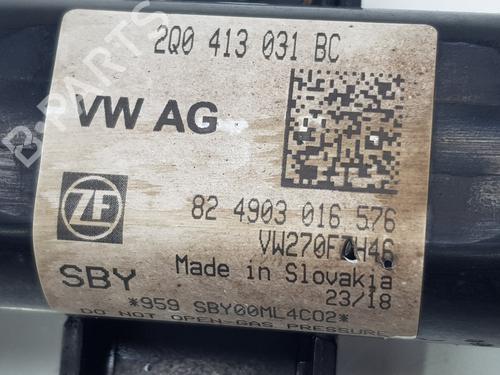 2Q0 413 031 BC
VW AG
ZF
82 4903 016 576
SBY
Made in Slovakia
23/18
*959 SBY00ML4C02*
DO NOT OPEN-GAS PRESSURE
B-PARTS